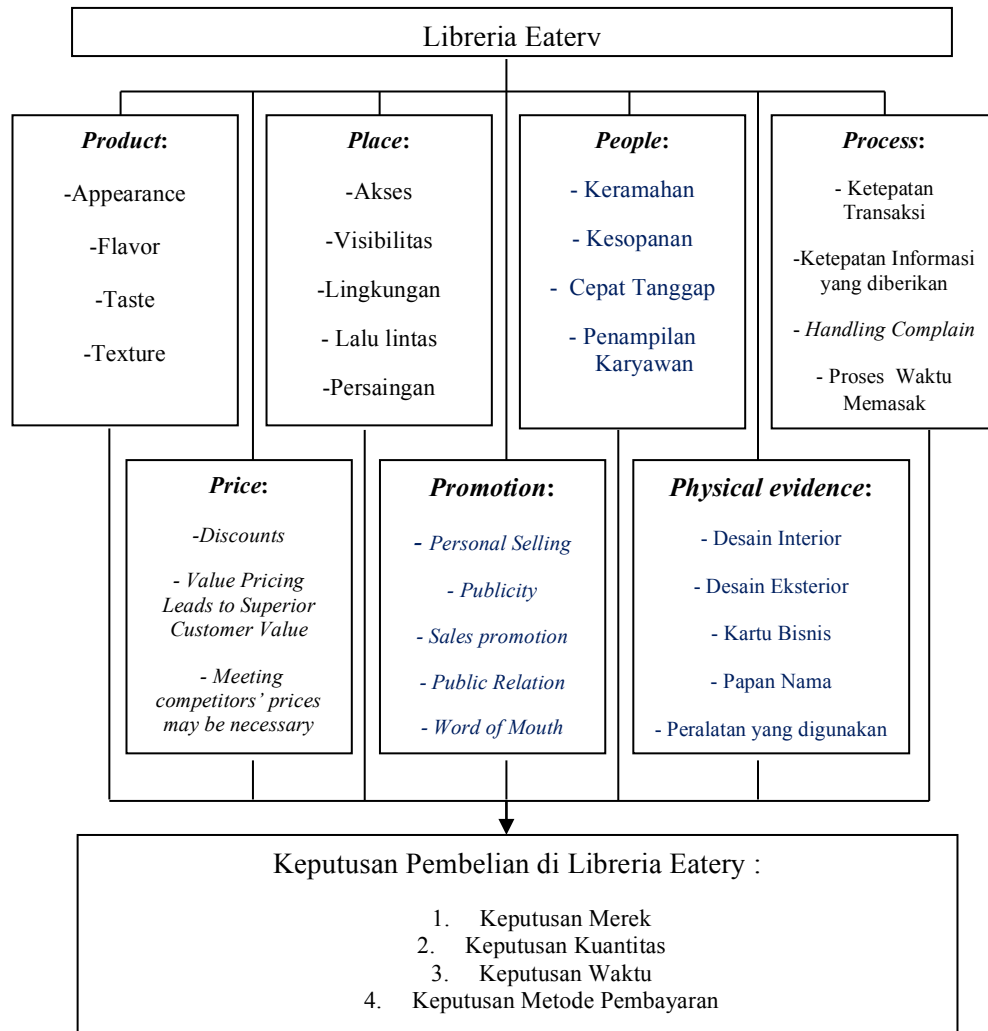 Libreria Eatery
Product:
-Appearance
-Flavor
-Taste
-Texture
Place:
-Akses
-Visibilitas
-Lingkungan
- Lalu lintas
-Persaingan
People:
- Keramahan
- Kesopanan
- Cepat Tanggap
- Penampilan
Karyawan
Process:
- Ketepatan
Transaksi
-Ketepatan Informasi
yang diberikan
- Handling Complain
- Proses Waktu
Memasak
Price:
-Discounts
- Value Pricing
Leads to Superior
Customer Value
- Meeting
competitors’ prices
may be necessary
Promotion:
- Personal Selling
- Publicity
- Sales promotion
- Public Relation
- Word of Mouth
Physical evidence:
- Desain Interior
- Desain Eksterior
- Kartu Bisnis
- Papan Nama
- Peralatan yang digunakan
Keputusan Pembelian di Libreria Eatery :
1. Keputusan Merek
2. Keputusan Kuantitas
3. Keputusan Waktu
4. Keputusan Metode Pembayaran